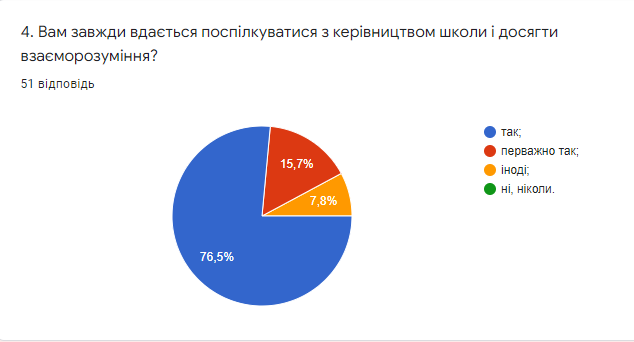 4. Вам завжди вдається поспілкуватися з керівництвом школи і досягти
взаєморозуміння?
51 відповідь
так;
перважно так;
іноді;
ні, ніколи.
15,7%
7,8%
76,5%